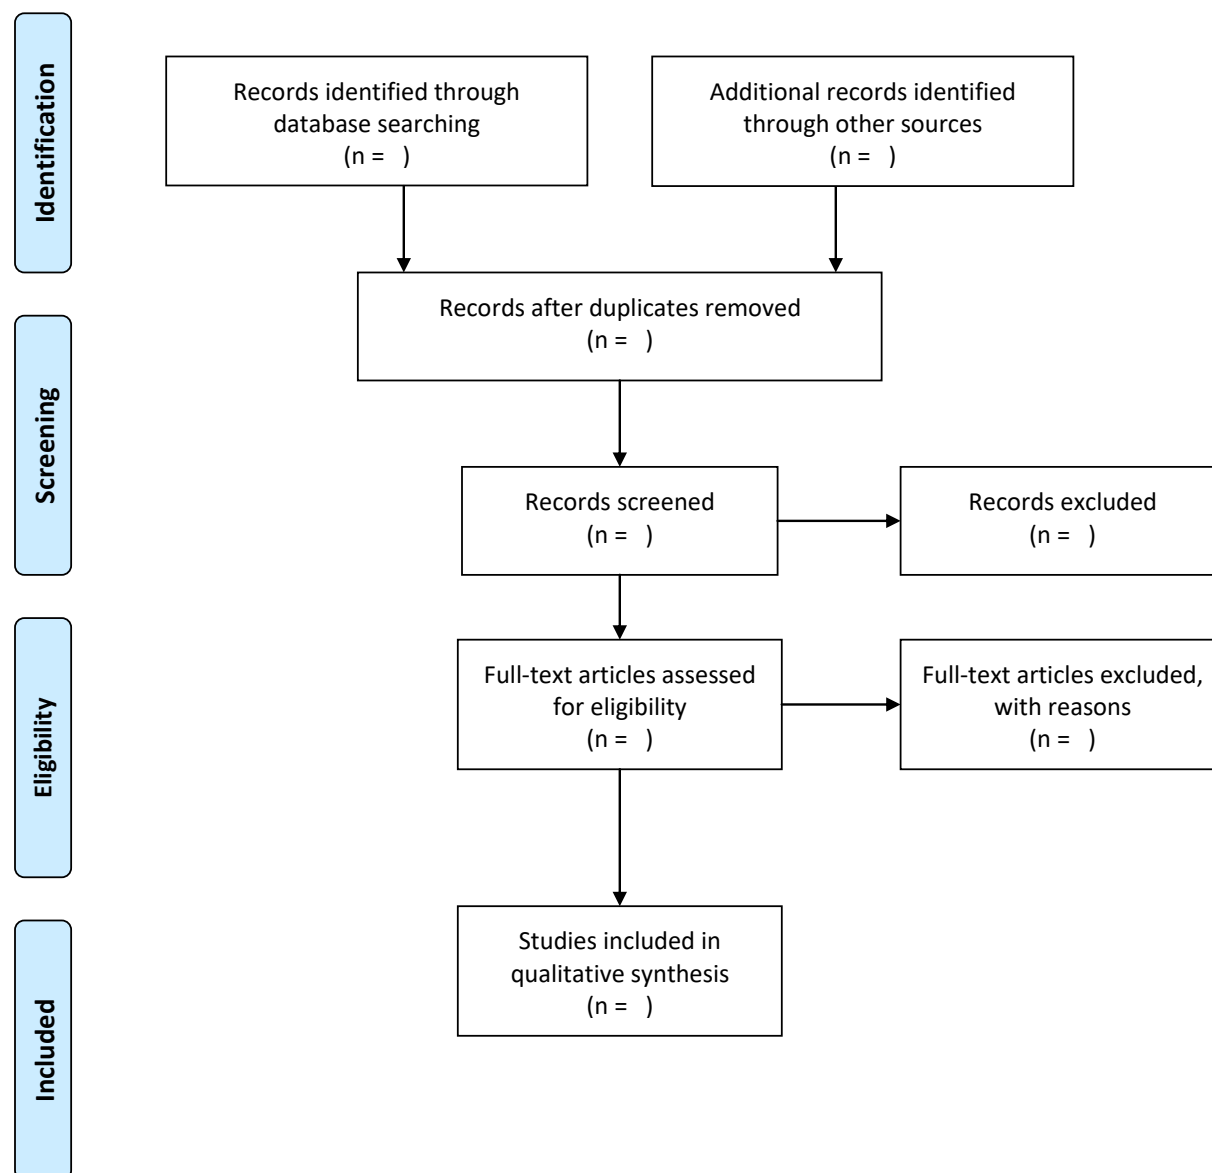 Identification
Records identified through
database searching
(n =   )
Additional records identified
through other sources
(n =   )
Records after duplicates removed
(n =   )
Screening
Records screened
(n =   )
Records excluded
(n =   )
Eligibility
Full-text articles assessed
for eligibility
(n =   )
Full-text articles excluded,
with reasons
(n =   )
Included
Studies included in
qualitative synthesis
(n =   )